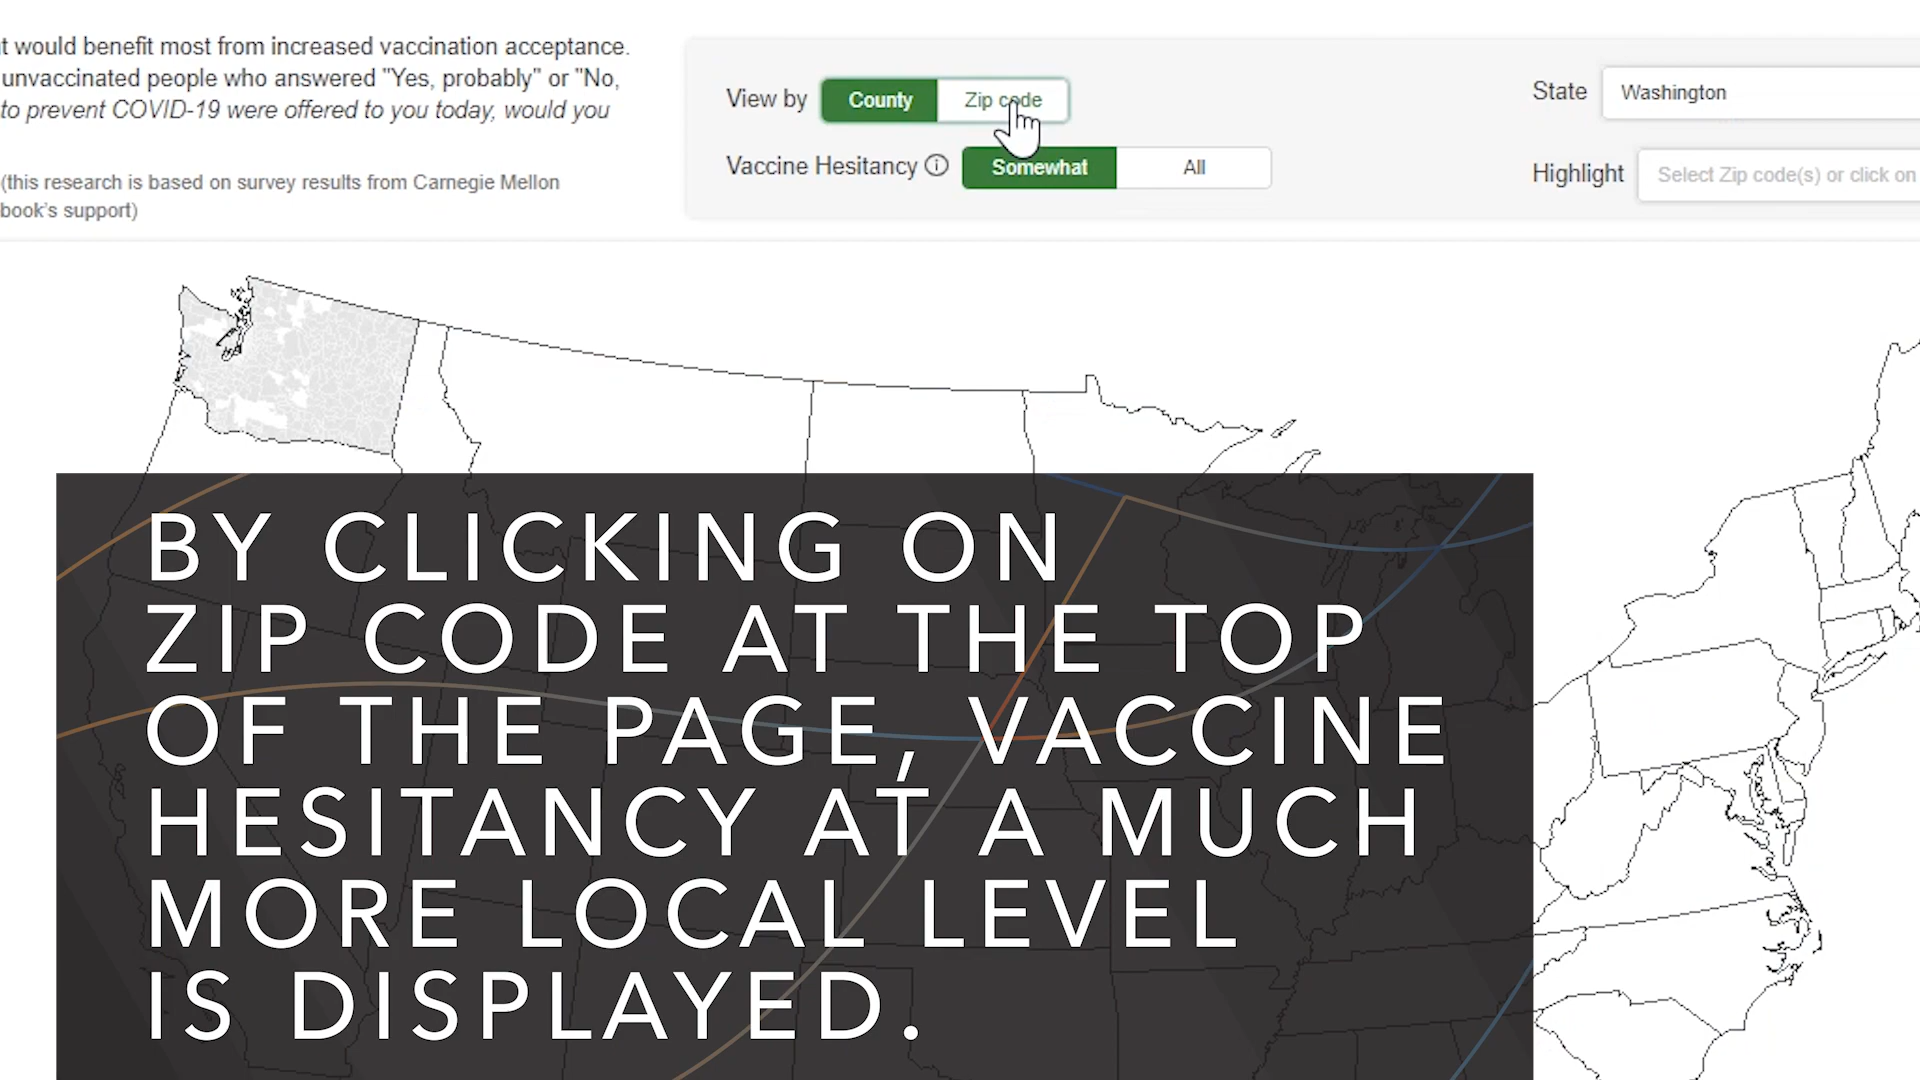 t would benefit most from increased vaccination acceptance.
unvaccinated people who answered "Yes, probably" or "No,
to prevent COVID-19 were offered to you today, would you
(this research is based on survey results from Carnegie Mellon
book's support)
View by County Zip code
Vaccine Hesitancy Somewhat All
State Washington
Highlight Select Zip code(s) or click on
BY CLICKING ON
ZIP CODE AT THE TOP
OF THE PAGE, VACCINE
HESITANCY AT A MUCH
MORE LOCAL LEVEL
IS DISPLAYED.